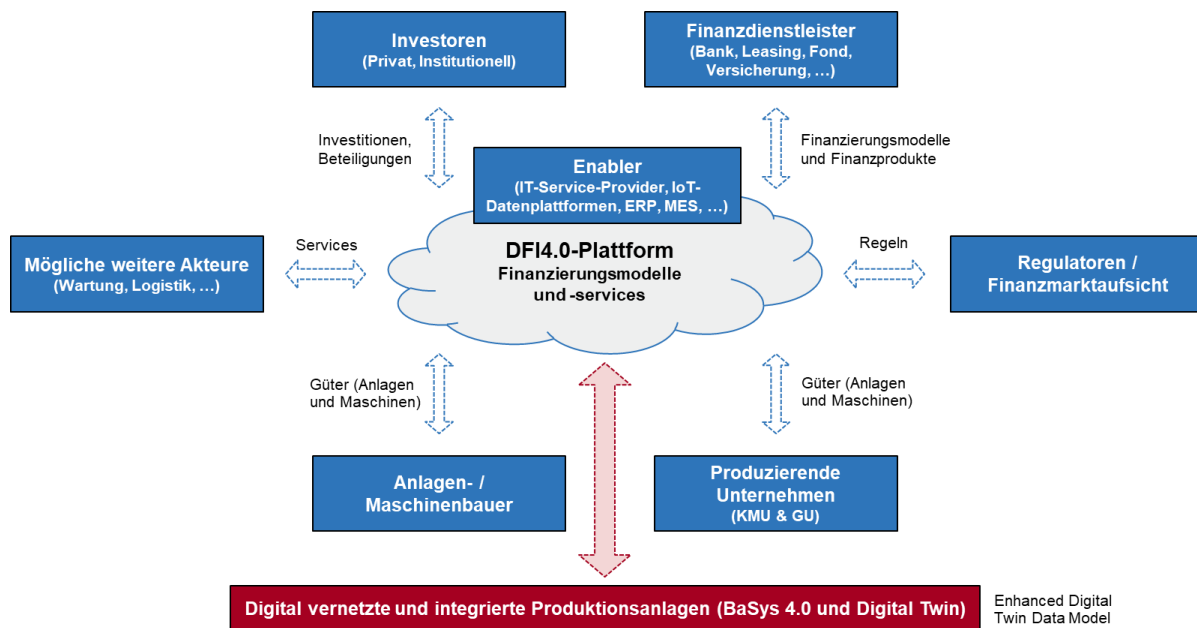 Investoren
(Privat, Institutionell)
Finanzdienstleister
(Bank, Leasing, Fond,
Versicherung, …)
Investitionen,
Beteiligungen
Finanzierungsmodelle
und Finanzprodukte
Enabler
(IT-Service-Provider, IoT-
Datenplattformen, ERP, MES, …)
Mögliche weitere Akteure
(Wartung, Logistik, …)
Services
DFI4.0-Plattform
Finanzierungsmodelle
und -services
Regeln
Regulatoren /
Finanzmarktaufsicht
Güter (Anlagen
und Maschinen)
Güter (Anlagen
und Maschinen)
Anlagen- /
Maschinenbauer
Produzierende
Unternehmen
(KMU & GU)
Digital vernetzte und integrierte Produktionsanlagen (BaSys 4.0 und Digital Twin)
Enhanced Digital
Twin Data Model